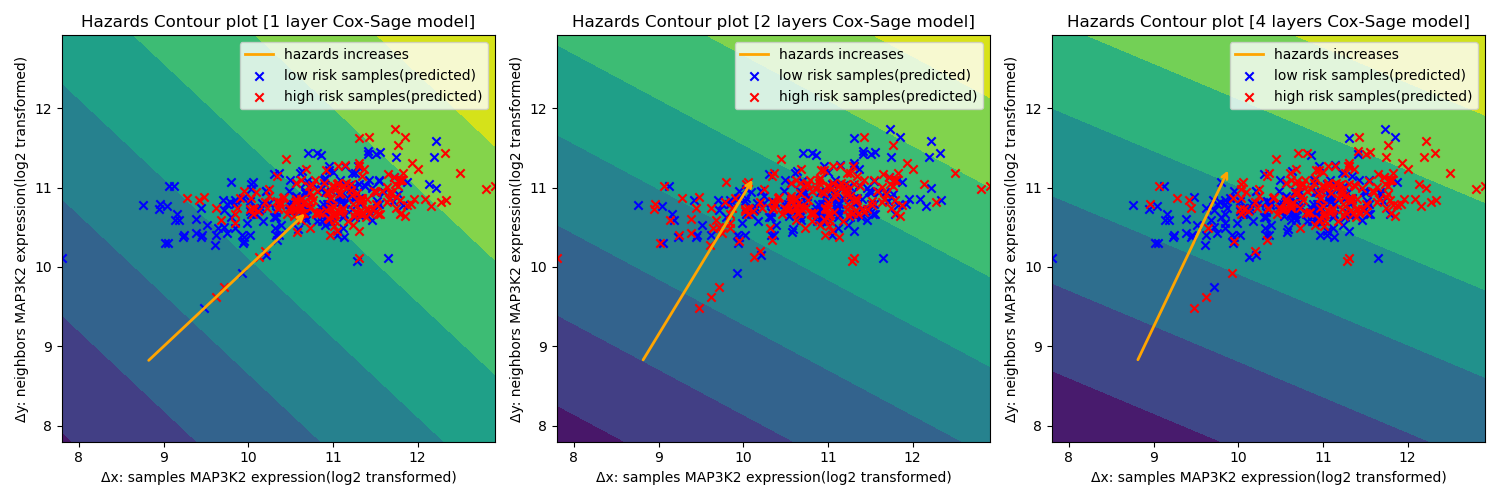 Hazards Contour plot [1 layer Cox-Sage model]
hazards increases
low risk samples(predicted)
high risk samples(predicted)
Δy: neighbors MAP3K2 expression(log2 transformed)
12
11
10
9
8
8 9 10 11 12
Δx: samples MAP3K2 expression(log2 transformed)
Hazards Contour plot [2 layers Cox-Sage model]
hazards increases
low risk samples(predicted)
high risk samples(predicted)
Δy: neighbors MAP3K2 expression(log2 transformed)
12
11
10
9
8
8 9 10 11 12
Δx: samples MAP3K2 expression(log2 transformed)
Hazards Contour plot [4 layers Cox-Sage model]
hazards increases
low risk samples(predicted)
high risk samples(predicted)
Δy: neighbors MAP3K2 expression(log2 transformed)
12
11
10
9
8
8 9 10 11 12
Δx: samples MAP3K2 expression(log2 transformed)